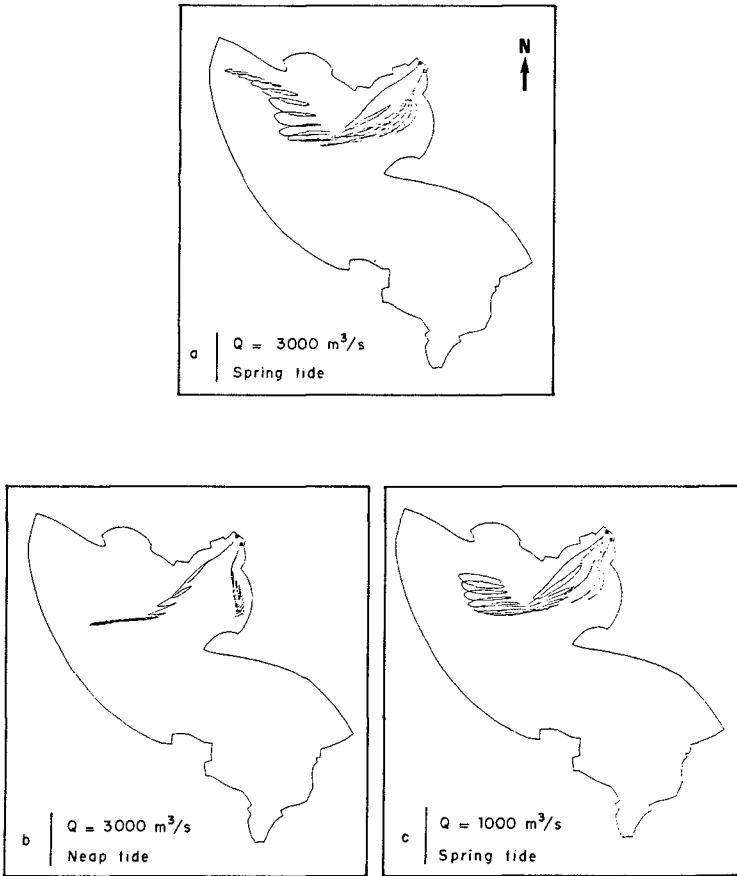 N
a
Q = 3000 m³/s
Spring tide
b
Q = 3000 m³/s
Neap tide
c
Q = 1000 m³/s
Spring tide